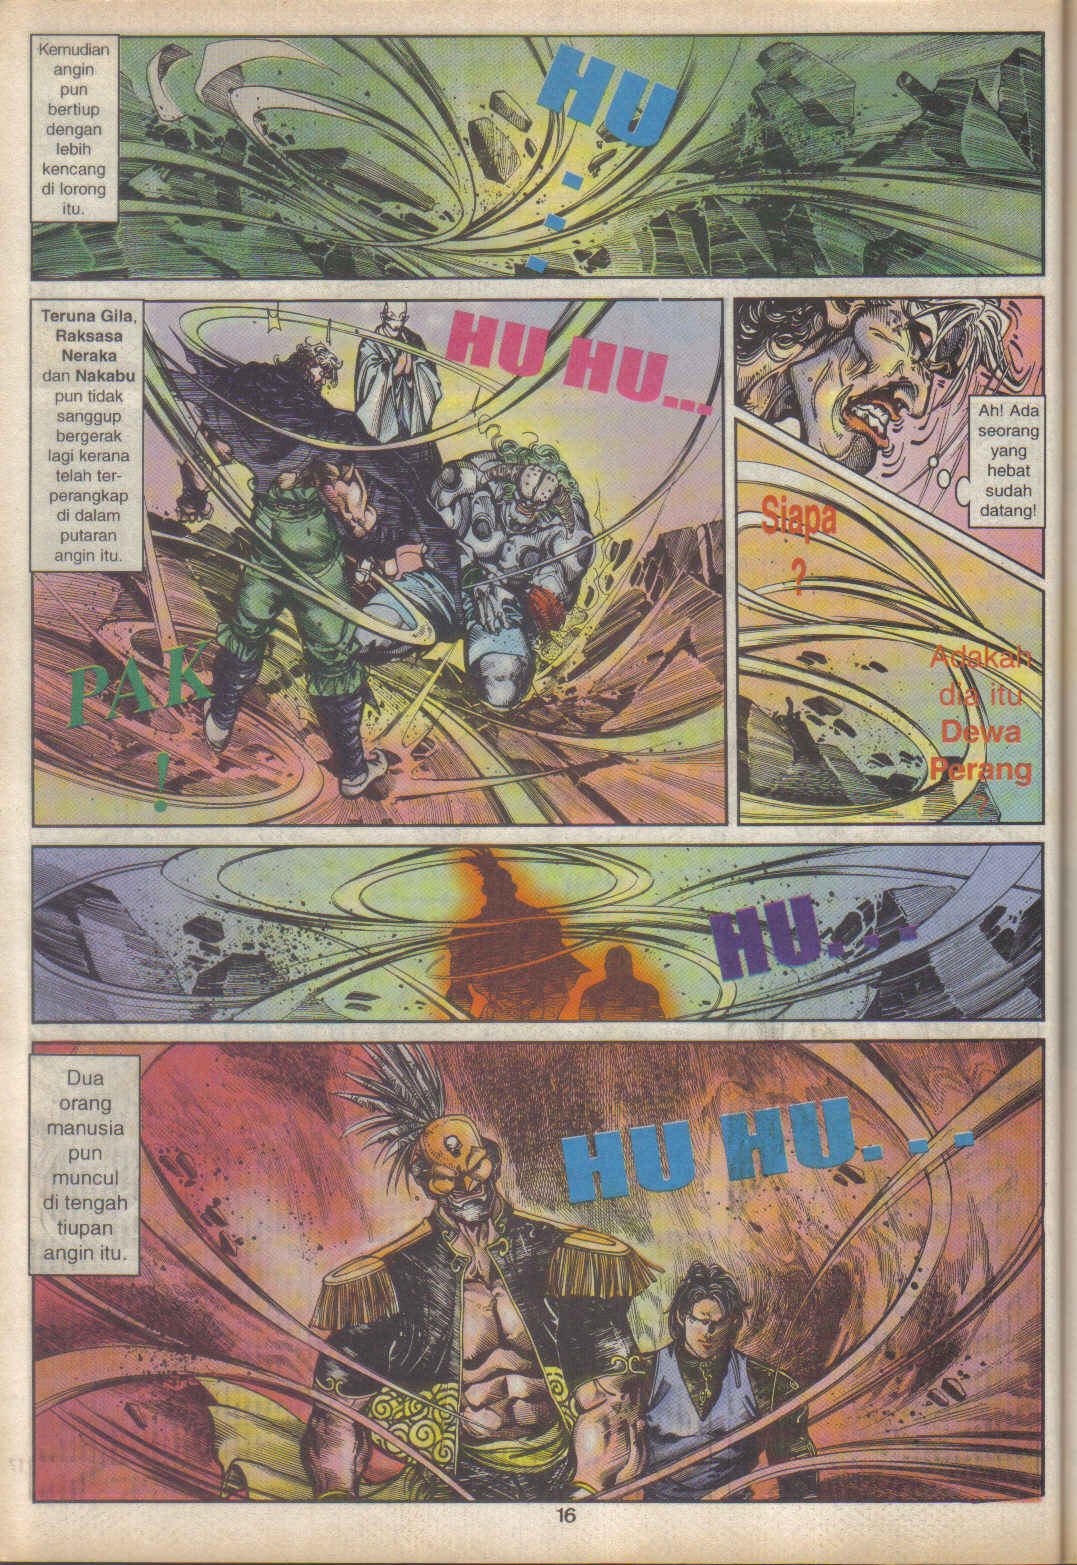 Kemudian
angin
pun
bertiup
dengan
lebih
kencang
di lorong
itu.
HU
...
Teruna Gila,
Raksasa
Neraka
dan Nakabu
pun tidak
sanggup
bergerak
lagi kerana
telah ter-
perangkap
di dalam
putaran
angin itu.
HU HU...
PAK
!
Ah! Ada
seorang
yang
hebat
sudah
datang!
Siapa
?
Adakah
dia itu
Dewa
Perang
?
HU...
Dua
orang
manusia
pun
muncul
di tengah
tiupan
angin itu.
HU HU...
16